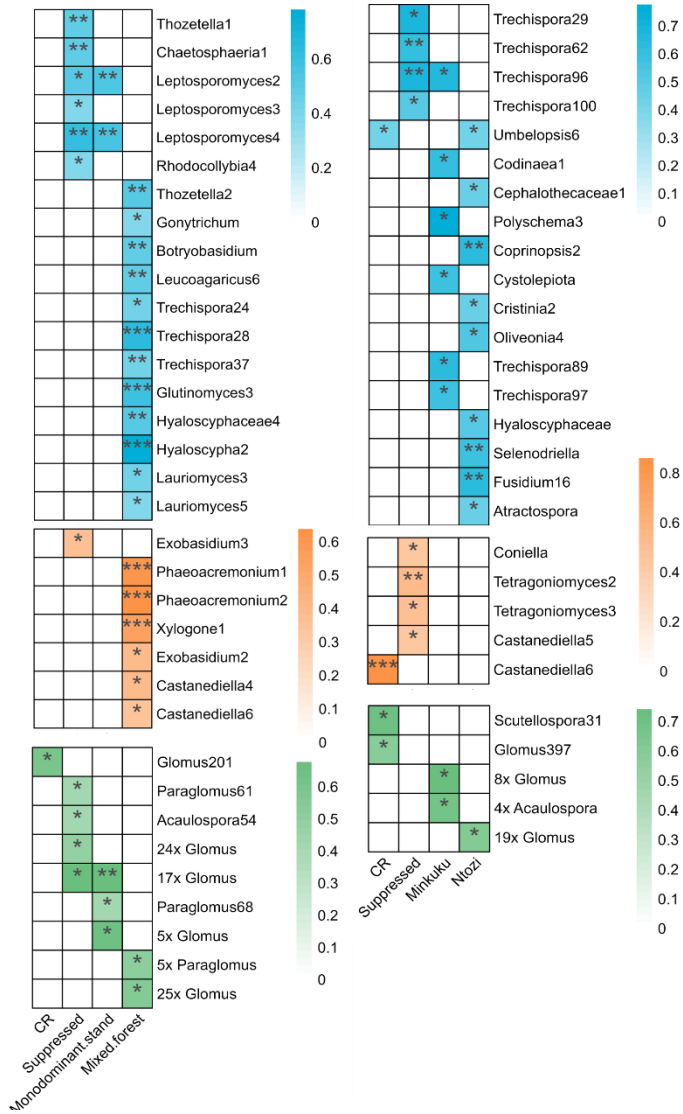 Thozetella1
**
Chaetosphaeria1
**
Leptosporomyces2
* **
Leptosporomyces3
*
Leptosporomyces4
** **
Rhodocollybia4
*
Thozetella2
**
Gonytrichum
*
Botryobasidium
**
Leucoagaricus6
**
Trechispora24
*
Trechispora28
***
Trechispora37
**
Glutinomyces3
***
Hyaloscyphaceae4
**
Hyaloscypha2
***
Lauriomyces3
*
Lauriomyces5
*
0.6
0.4
0.2
0
Exobasidium3
*
Phaeoacremonium1
***
Phaeoacremonium2
***
Xylogone1
***
Exobasidium2
*
Castanediella4
*
Castanediella6
*
0.6
0.5
0.4
0.3
0.2
0.1
0
Glomus201
*
Paraglomus61
*
Acaulospora54
*
24x Glomus
*
17x Glomus
* **
Paraglomus68
*
5x Glomus
*
5x Paraglomus
*
25x Glomus
*
0.6
0.5
0.4
0.3
0.2
0.1
0
CR
Suppressed
Monodominant.stand
Mixed.forest
Trechispora29
*
Trechispora62
**
Trechispora96
** *
Trechispora100
*
Umbelopsis6
* *
Codinaea1
*
Cephalothecaceae1
*
Polyschema3
*
Coprinopsis2
**
Cystolepiota
*
Cristinia2
*
Oliveonia4
*
Trechispora89
*
Trechispora97
*
Hyaloscyphaceae
*
Selenodriella
**
Fusidium16
**
Atractospora
*
0.7
0.6
0.5
0.4
0.3
0.2
0.1
0
Coniella
*
Tetragoniomyces2
**
Tetragoniomyces3
*
Castanediella5
*
Castanediella6
***
0.8
0.6
0.4
0.2
0
Scutellospora31
*
Glomus397
*
8x Glomus
*
4x Acaulospora
*
19x Glomus
*
0.7
0.6
0.5
0.4
0.3
0.2
0.1
0
CR
Suppressed
Minkuku
Ntozi